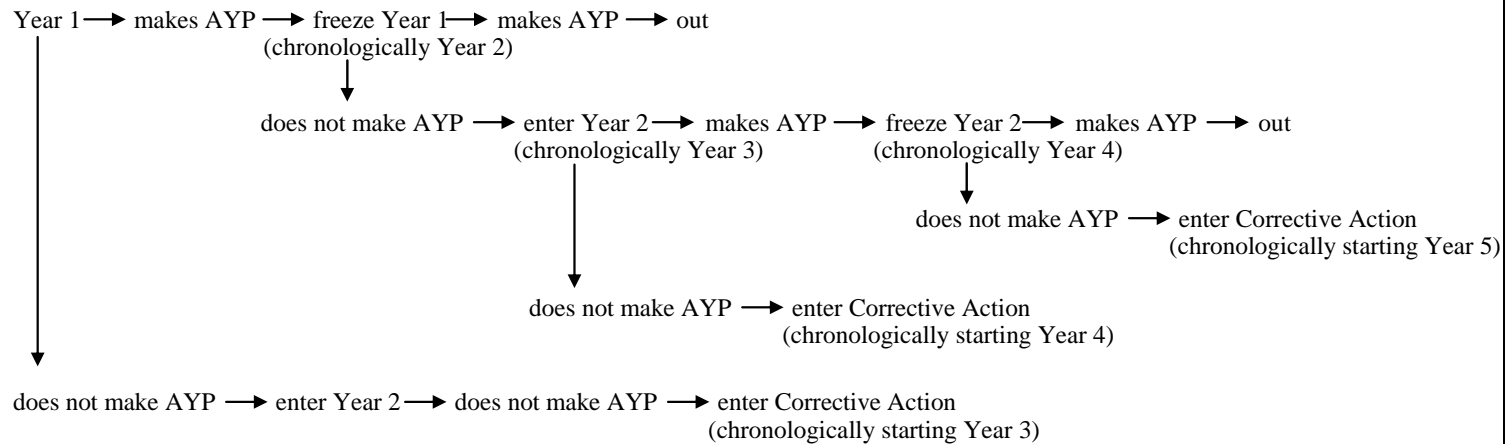 Year 1 makes AYP freeze Year 1 makes AYP out
(chronologically Year 2)
does not make AYP enter Year 2 makes AYP freeze Year 2 makes AYP out
(chronologically Year 3) (chronologically Year 4)
does not make AYP enter Corrective Action
(chronologically starting Year 5)
does not make AYP enter Corrective Action
(chronologically starting Year 4)
does not make AYP enter Year 2 does not make AYP enter Corrective Action
(chronologically starting Year 3)